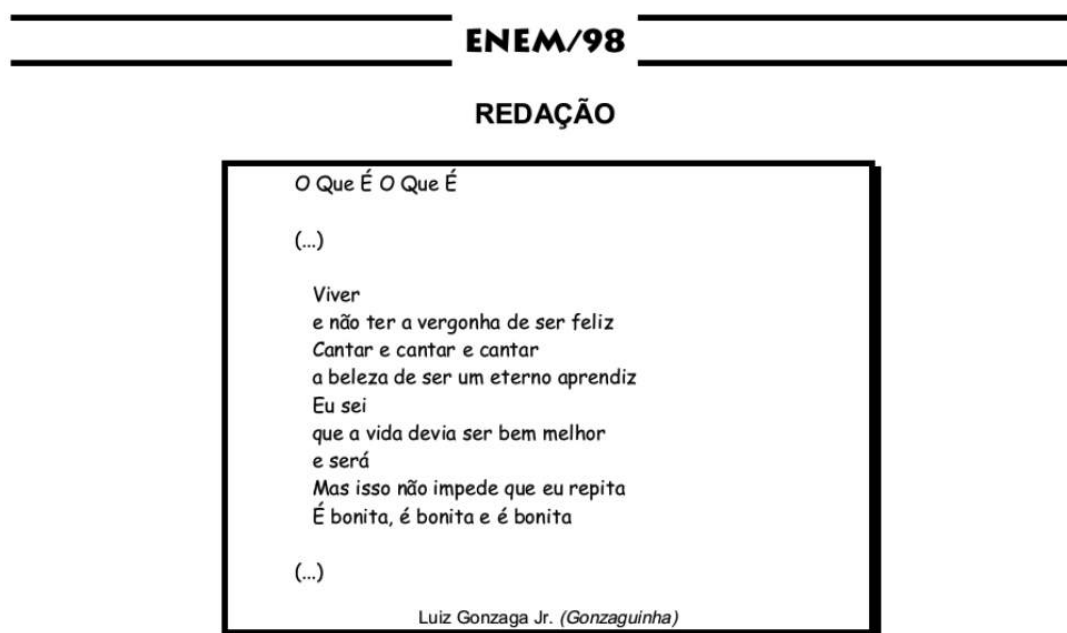 ENEM/98
REDAÇÃO
O Que É O Que É
(...)
Viver
e não ter a vergonha de ser feliz
Cantar e cantar e cantar
a beleza de ser um eterno aprendiz
Eu sei
que a vida devia ser bem melhor
e será
Mas isso não impede que eu repita
É bonita, é bonita e é bonita
(...)
Luiz Gonzaga Jr. (Gonzaguinha)